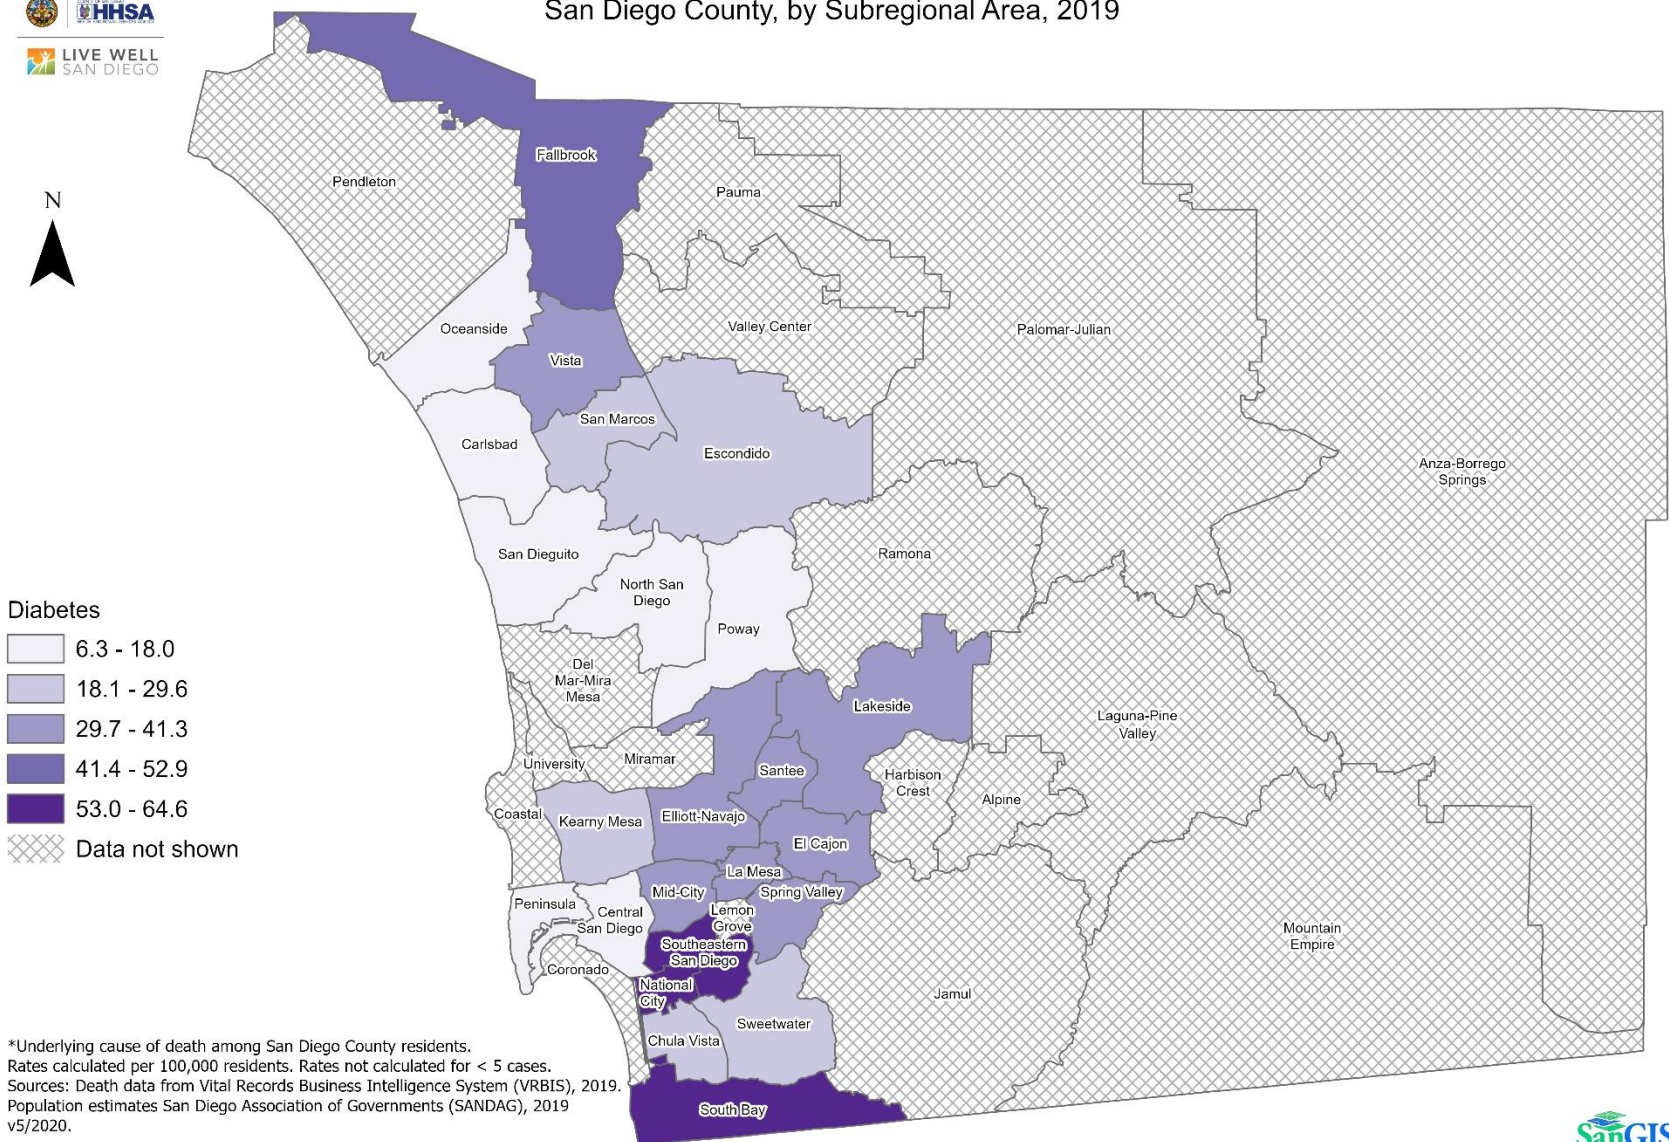 San Diego County, by Subregional Area, 2019
HHSA
LIVE WELL
SAN DIEGO
N
Fallbrook
Pendleton
Pauma
Oceanside
Valley Center
Palomar-Julian
Vista
San Marcos
Carlsbad
Escondido
Anza-Borrego
Springs
San Dieguito
Ramona
North San
Diego
Poway
Del
Mar-Mira
Mesa
Lakeside
Laguna-Pine
Valley
University
Miramar
Santee
Harbison
Crest
Alpine
Coastal
Kearny Mesa
Elliott-Navajo
El Cajon
La Mesa
Mid-City
Spring Valley
Peninsula
Central
San Diego
Lemon
Grove
Southeastern
San Diego
Mountain
Empire
Coronado
National
City
Jamul
Sweetwater
Chula Vista
South Bay
Diabetes
6.3 - 18.0
18.1 - 29.6
29.7 - 41.3
41.4 - 52.9
53.0 - 64.6
Data not shown
*Underlying cause of death among San Diego County residents.
Rates calculated per 100,000 residents. Rates not calculated for < 5 cases.
Sources: Death data from Vital Records Business Intelligence System (VRBIS), 2019.
Population estimates San Diego Association of Governments (SANDAG), 2019
v5/2020.
SanGIS